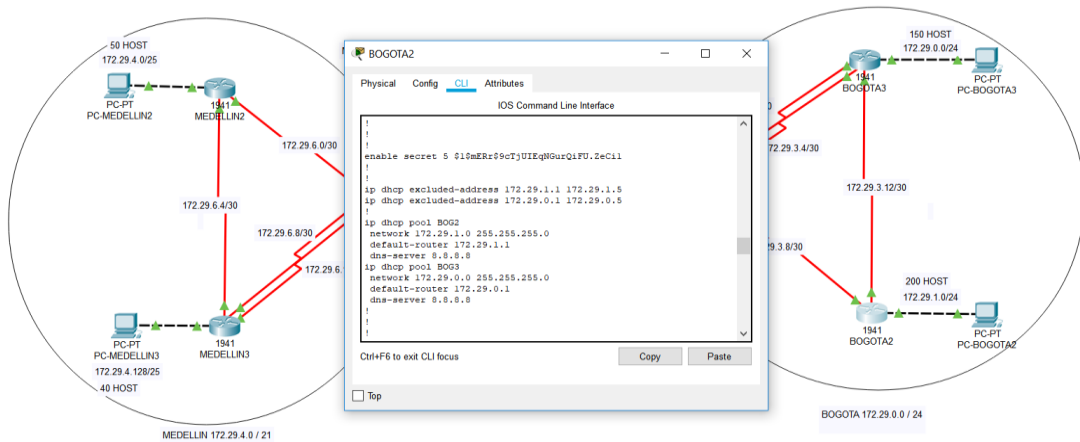 50 HOST
172.29.4.0/25
PC-PT
PC-MEDELLIN2
1941
MEDELLIN2
172.29.6.0/30
172.29.6.4/30
172.29.6.8/30
172.29.6.
PC-PT
PC-MEDELLIN3
172.29.4.128/25
40 HOST
1941
MEDELLIN3
MEDELLIN 172.29.4.0 / 21
BOGOTA2
Physical Config CLI Attributes
IOS Command Line Interface
!
!
!
enable secret 5 $1$mERr$9cTjUIEqNGurQiFU.ZeCi1
!
!
ip dhcp excluded-address 172.29.1.1 172.29.1.5
ip dhcp excluded-address 172.29.0.1 172.29.0.5
!
ip dhcp pool BOG2
network 172.29.1.0 255.255.255.0
default-router 172.29.1.1
dns-server 8.8.8.8
ip dhcp pool BOG3
network 172.29.0.0 255.255.255.0
default-router 172.29.0.1
dns-server 8.8.8.8
!
!
!
Ctrl+F6 to exit CLI focus
Copy Paste
Top
150 HOST
172.29.0.0/24
1941
BOGOTA3
PC-PT
PC-BOGOTA3
0
72.29.3.4/30
172.29.3.12/30
29.3.8/30
200 HOST
172.29.1.0/24
1941
BOGOTA2
PC-PT
PC-BOGOTA2
BOGOTA 172.29.0.0 / 24